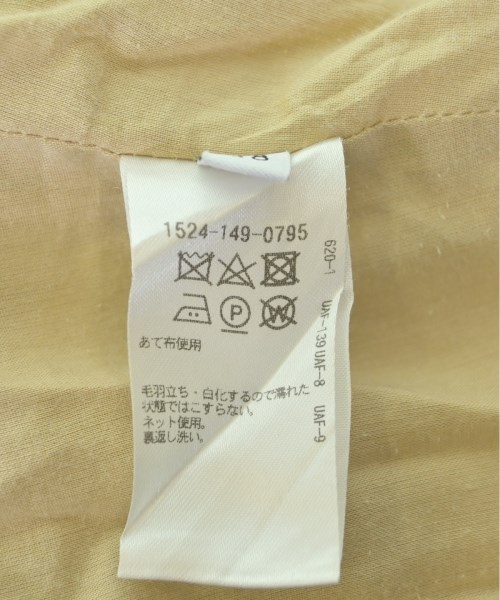 1524-149-0795
あて布使用
毛羽立ち・白化するので濡れた
状態ではこすらない。
ネット使用。
裏返し洗い。
620-1 UAF-139 UAF-8 UAF-9
P
W